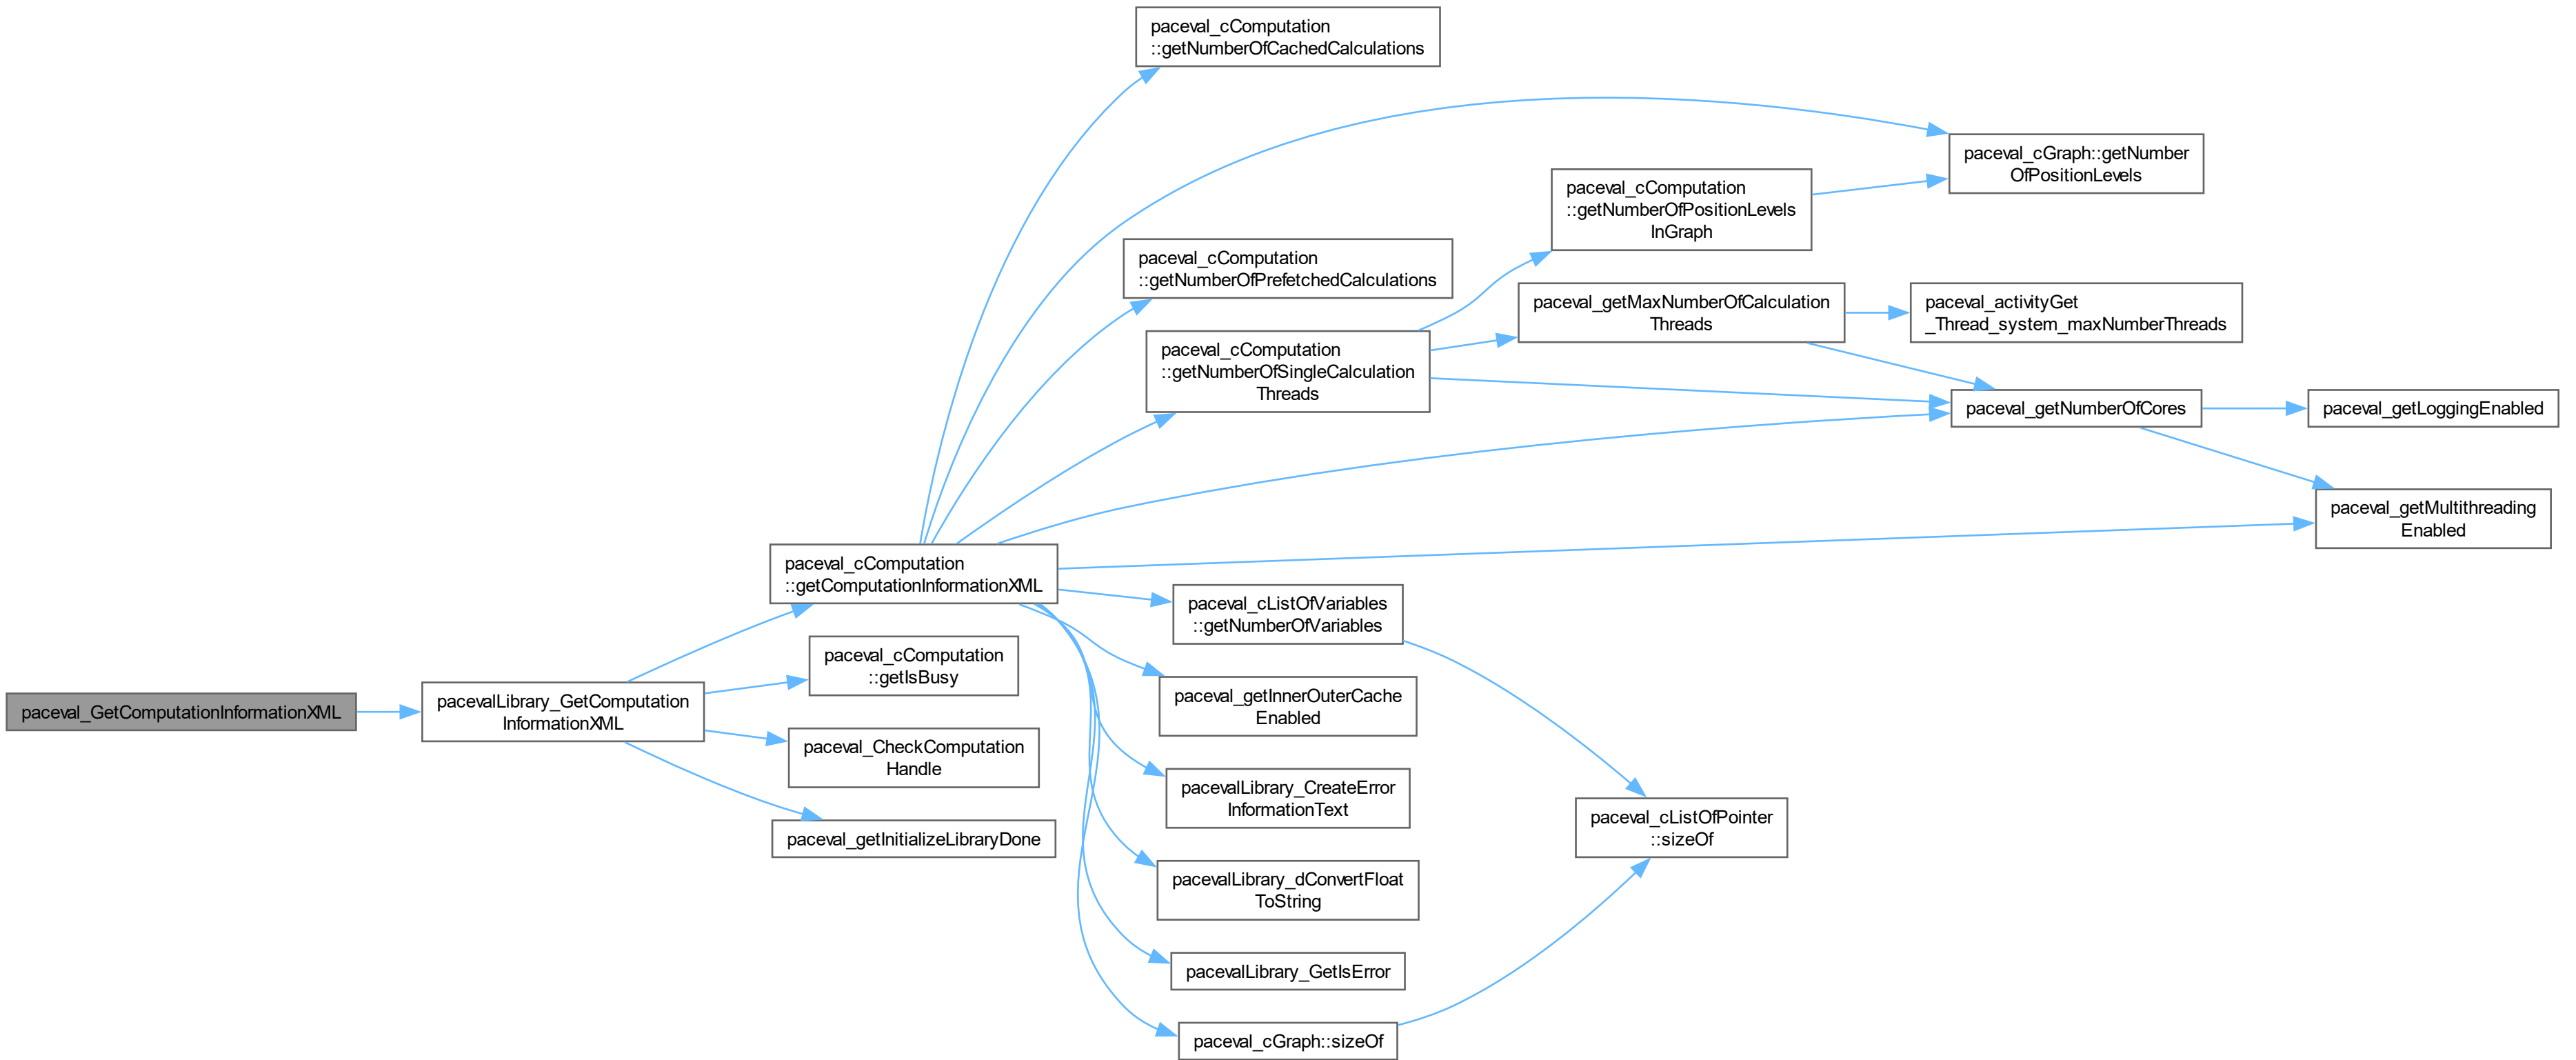 paceval_cComputation
::getNumberOfCachedCalculations
paceval_cGraph::getNumber
OfPositionLevels
paceval_cComputation
::getNumberOfPositionLevels
InGraph
paceval_cComputation
::getNumberOfPrefetchedCalculations
paceval_getMaxNumberOfCalculation
Threads
paceval_activityGet
_Thread_system_maxNumberThreads
paceval_cComputation
::getNumberOfSingleCalculation
Threads
paceval_getNumberOfCores
paceval_getLoggingEnabled
paceval_getMultithreading
Enabled
paceval_cComputation
::getComputationInformationXML
paceval_cListOfVariables
::getNumberOfVariables
paceval_cComputation
::getIsBusy
paceval_GetComputationInformationXML
pacevalLibrary_GetComputation
InformationXML
paceval_getInnerOuterCache
Enabled
paceval_CheckComputation
Handle
pacevalLibrary_CreateError
InformationText
paceval_cListOfPointer
::sizeOf
paceval_getInitializeLibraryDone
pacevalLibrary_dConvertFloat
ToString
pacevalLibrary_GetIsError
paceval_cGraph::sizeOf